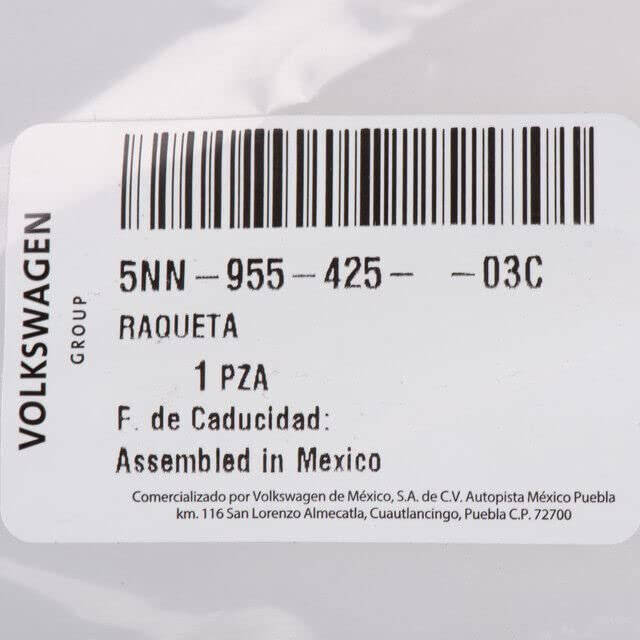 VOLKSWAGEN
GROUP
5NN-955-425- -03C
RAQUETA
1 PZA
F. de Caducidad:
Assembled in Mexico
Comercializado por Volkswagen de México, S.A. de C.V. Autopista México Puebla
km. 116 San Lorenzo Almecatla, Cuautlancingo, Puebla C.P. 72700